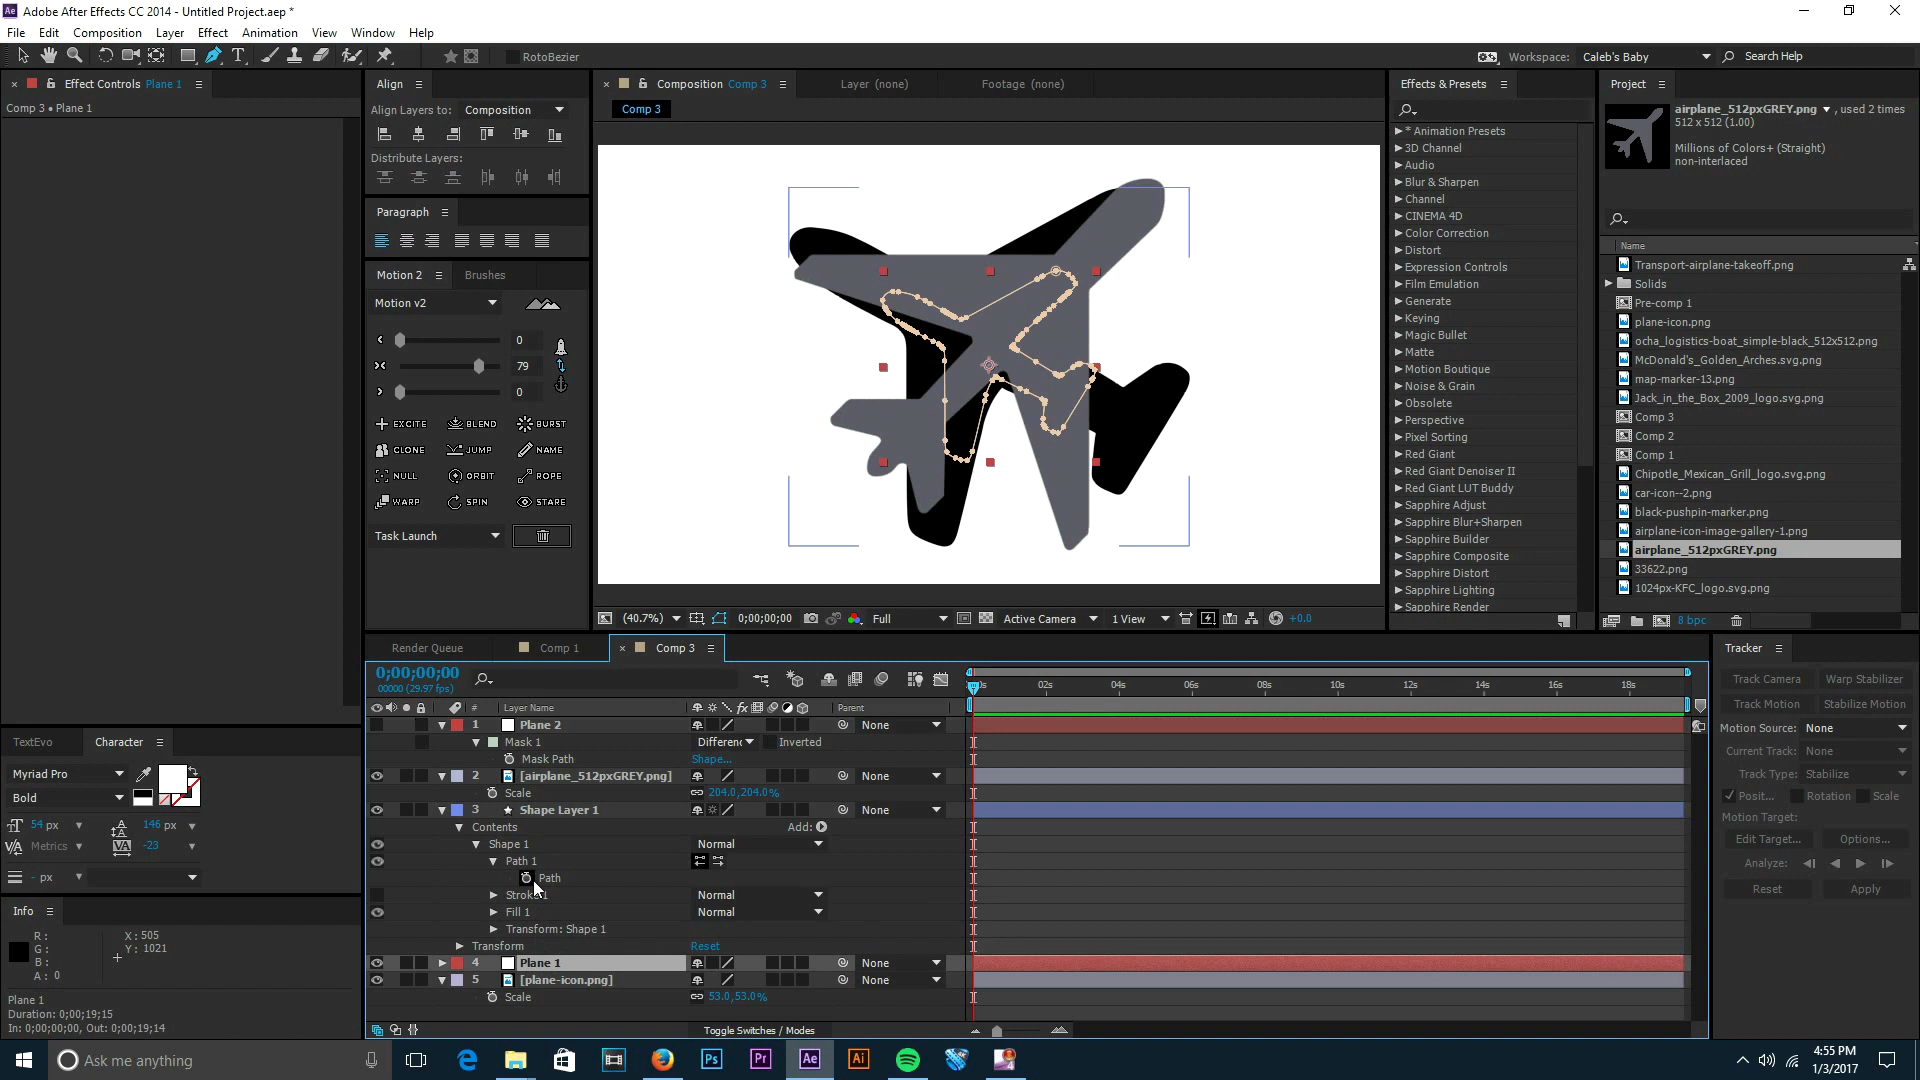 Adobe After Effects CC 2014 - Untitled Project.aep *
File Edit Composition Layer Effect Animation View Window Help
RotoBezier
Workspace: Caleb's Baby
Search Help
Effect Controls Plane 1
Comp 3 • Plane 1
Align
Align Layers to: Composition
Distribute Layers:
Paragraph
Motion 2 Brushes
Motion v2
0
79
0
EXCITE BLEND BURST
CLONE JUMP NAME
NULL ORBIT ROPE
WARP SPIN STARE
Task Launch
Composition Comp 3 Layer (none) Footage (none)
Comp 3
(40.7%) 0;00;00;00 Full Active Camera 1 View +0.0
Effects & Presets
* Animation Presets
3D Channel
Audio
Blur & Sharpen
Channel
CINEMA 4D
Color Correction
Distort
Expression Controls
Film Emulation
Generate
Keying
Magic Bullet
Matte
Motion Boutique
Noise & Grain
Obsolete
Perspective
Pixel Sorting
Red Giant
Red Giant Denoiser II
Red Giant LUT Buddy
Sapphire Adjust
Sapphire Blur+Sharpen
Sapphire Builder
Sapphire Composite
Sapphire Distort
Sapphire Lighting
Sapphire Render
Project
airplane_512pxGREY.png , used 2 times
512 x 512 (1.00)
Millions of Colors+ (Straight)
non-interlaced
Name
Transport-airplane-takeoff.png
Solids
Pre-comp 1
plane-icon.png
ocha_logistics-boat_simple-black_512x512.png
McDonald's_Golden_Arches.svg.png
map-marker-13.png
Jack_in_the_Box_2009_logo.svg.png
Comp 3
Comp 2
Comp 1
Chipotle_Mexican_Grill_logo.svg.png
car-icon--2.png
black-pushpin-marker.png
airplane-icon-image-gallery-1.png
airplane_512pxGREY.png
33622.png
1024px-KFC_logo.svg.png
8 bpc
TextEvo Character
Myriad Pro
Bold
54 px 146 px
Metrics -23
- px
Info
R:
G:
B:
A: 0
X: 505
Y: 1021
Plane 1
Duration: 0;00;19;15
In: 0;00;00;00, Out: 0;00;19;14
Render Queue Comp 1 Comp 3
0;00;00;00
00000 (29.97 fps)
02s 04s 06s 08s 10s 12s 14s 16s 18s
# Layer Name Parent
1 Plane 2 None
Mask 1 Inverted
Mask Path Shape...
2 [airplane_512pxGREY.png] None
Scale 204.0,204.0%
3 Shape Layer 1 None
Contents Add:
Shape 1 Normal
Path 1
Path
Normal
Fill 1 Normal
Transform: Shape 1
Transform Reset
4 Plane 1 None
5 [plane-icon.png] None
Scale 53.0,53.0%
Toggle Switches / Modes
Tracker
Track Camera Warp Stabilizer
Track Motion Stabilize Motion
Motion Source: None
Current Track: None
Track Type: Stabilize
Posit... Rotation Scale
Motion Target:
Edit Target... Options...
Analyze:
Reset Apply
Ask me anything
Ps Pr Ae Ai
4:55 PM
1/3/2017